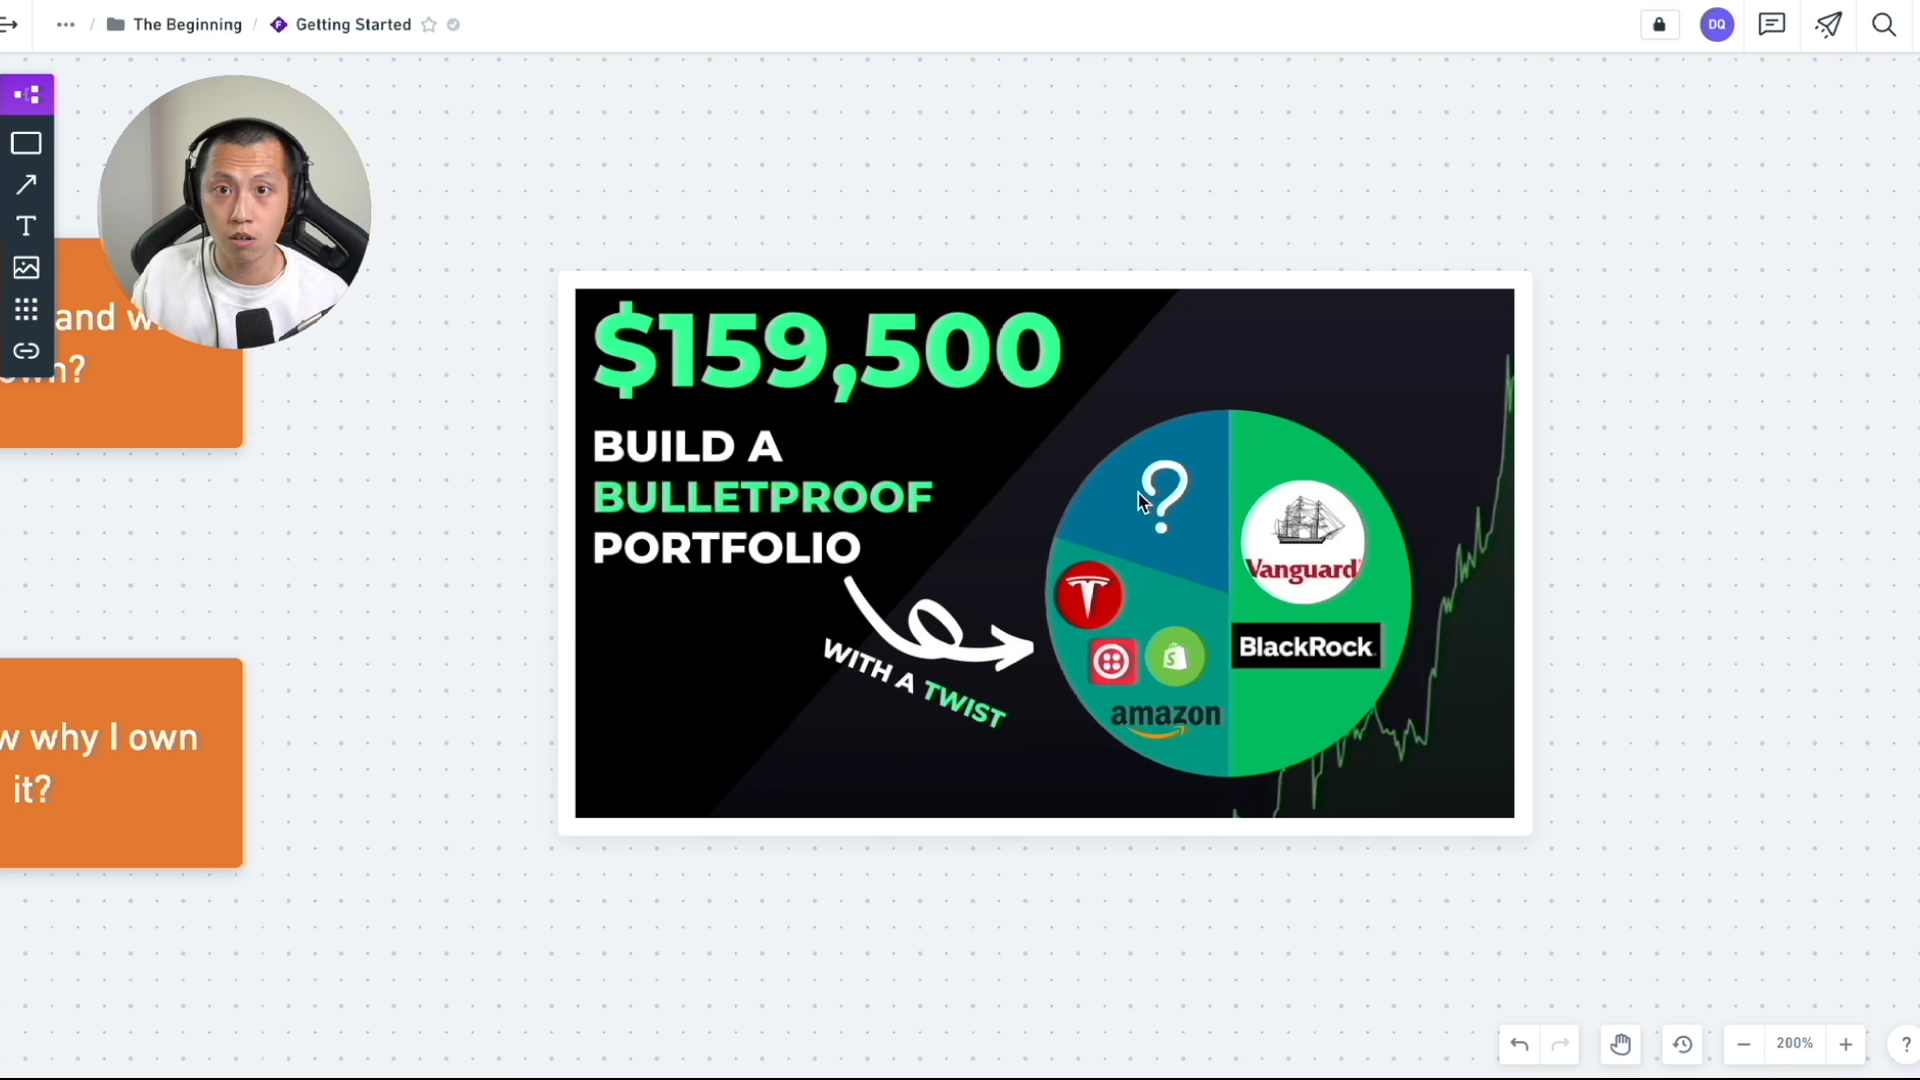 ••• / The Beginning / Getting Started
DQ
and w
own?
w why I own
it?
$159,500
BUILD A
BULLETPROOF
PORTFOLIO
WITH A TWIST
?
Vanguard
BlackRock
T
S
amazon
T
200%
?